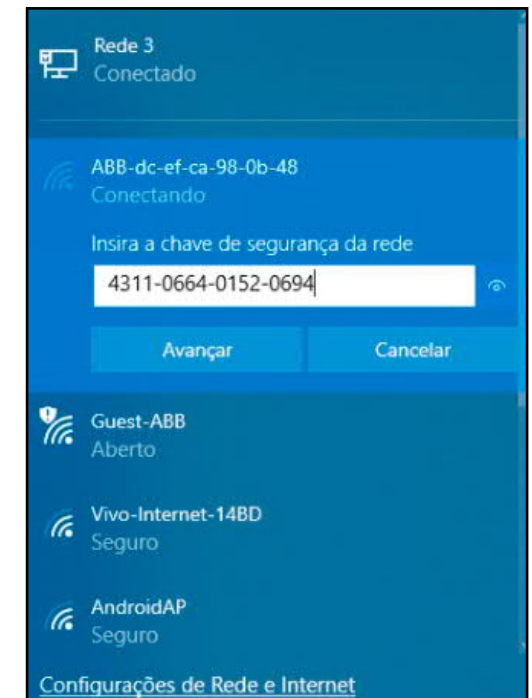 Rede 3
Conectado
ABB-dc-ef-ca-98-0b-48
Conectando
Insira a chave de segurança da rede
4311-0664-0152-0694
Avançar
Cancelar
Guest-ABB
Aberto
Vivo-Internet-14BD
Seguro
AndroidAP
Seguro
Configurações de Rede e Internet